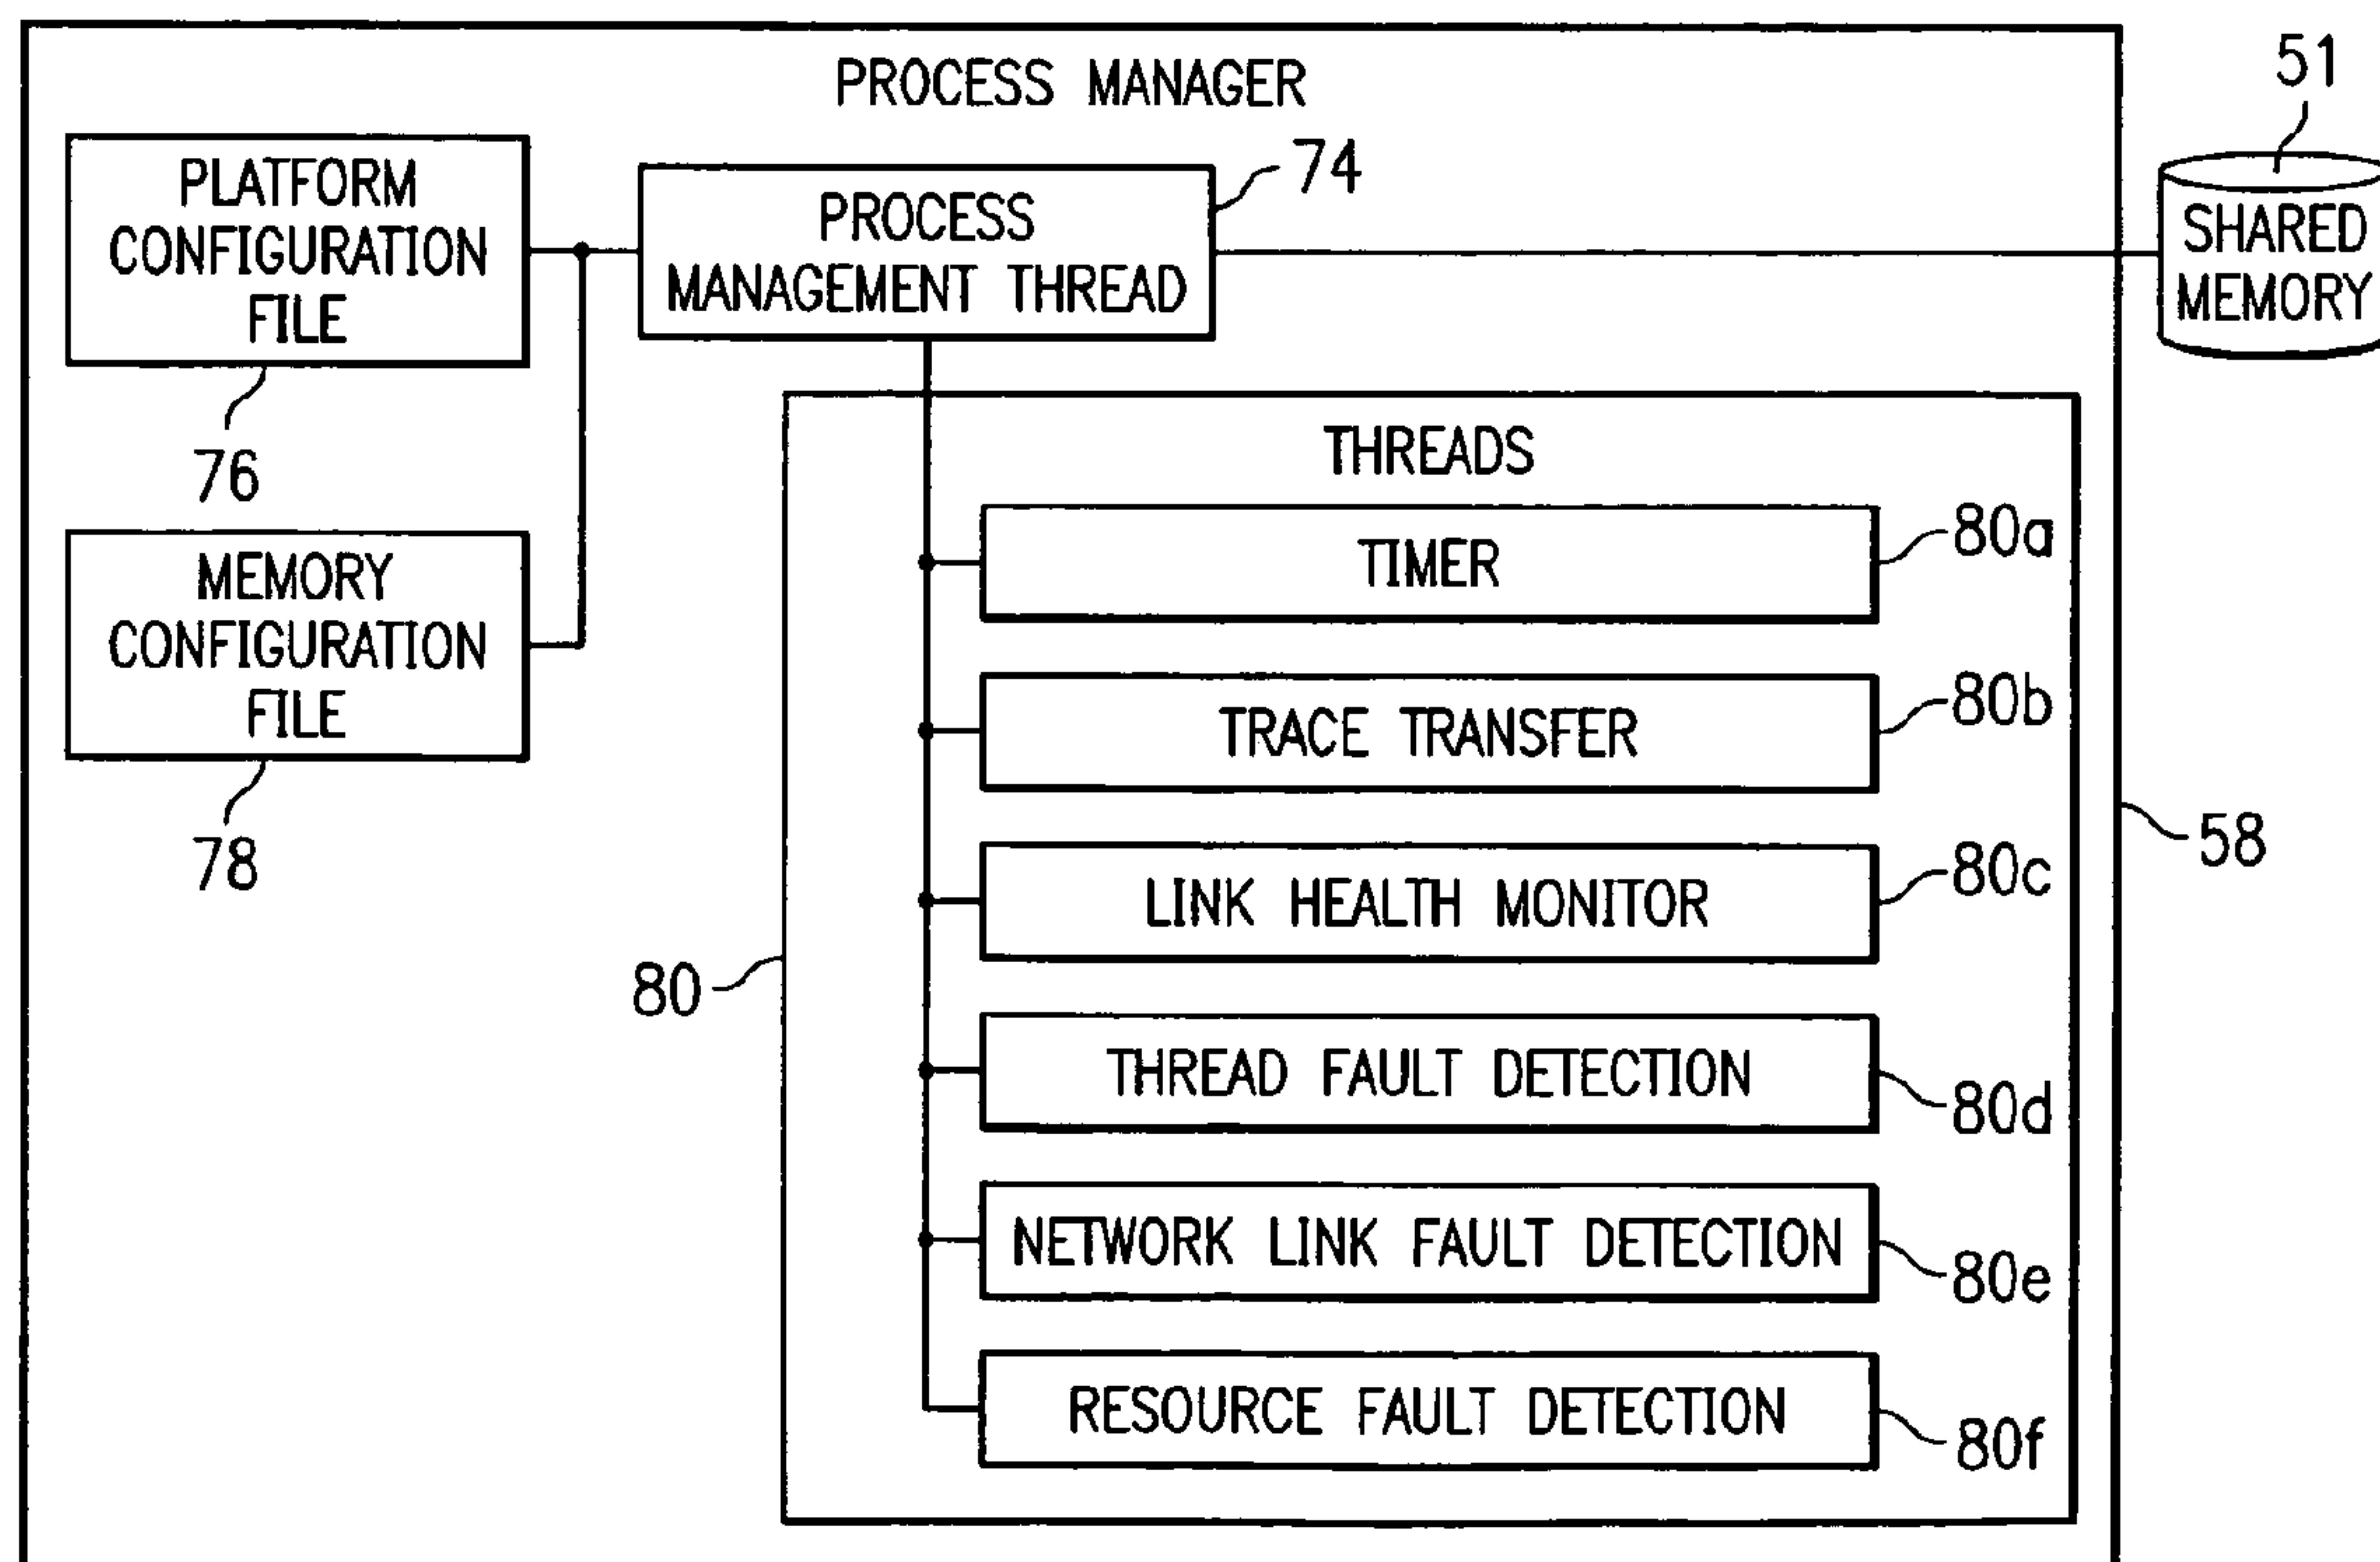 PROCESS MANAGER
51
PLATFORM
CONFIGURATION
FILE
76
PROCESS
MANAGEMENT THREAD
74
SHARED
MEMORY
MEMORY
CONFIGURATION
FILE
78
THREADS
TIMER
80a
TRACE TRANSFER
80b
LINK HEALTH MONITOR
80c
58
80
THREAD FAULT DETECTION
80d
NETWORK LINK FAULT DETECTION
80e
RESOURCE FAULT DETECTION
80f